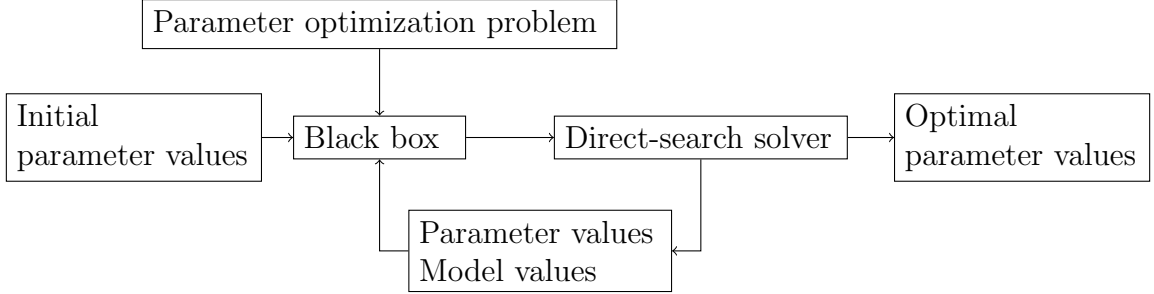 Parameter optimization problem
Initial
parameter values
Black box
Direct-search solver
Optimal
parameter values
Parameter values
Model values